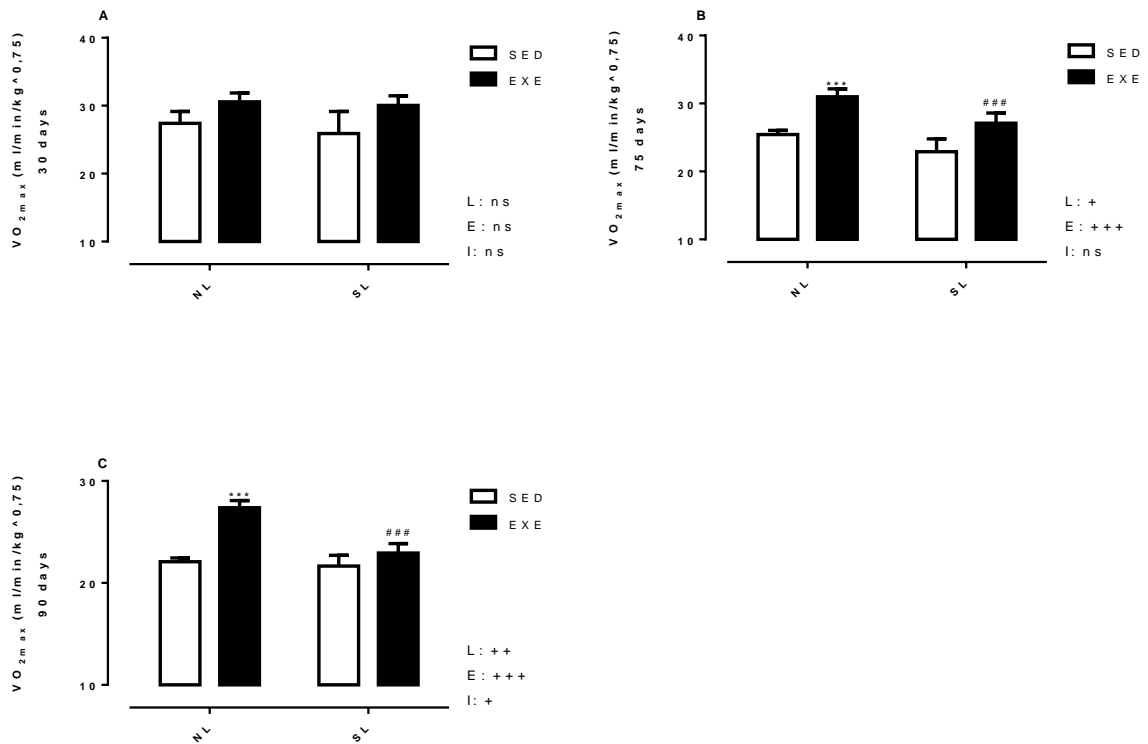 A
VO2max (ml/min/kg^0,75)
30 days
40
30
20
10
SED
EXE
L: ns
E: ns
I: ns
NL
SL
B
VO2max (ml/min/kg^0,75)
75 days
40
30
20
10
***
###
SED
EXE
L: +
E: +++
I: ns
NL
SL
C
VO2max (ml/min/kg^0,75)
90 days
30
20
10
***
###
SED
EXE
L: ++
E: +++
I: +
NL
SL